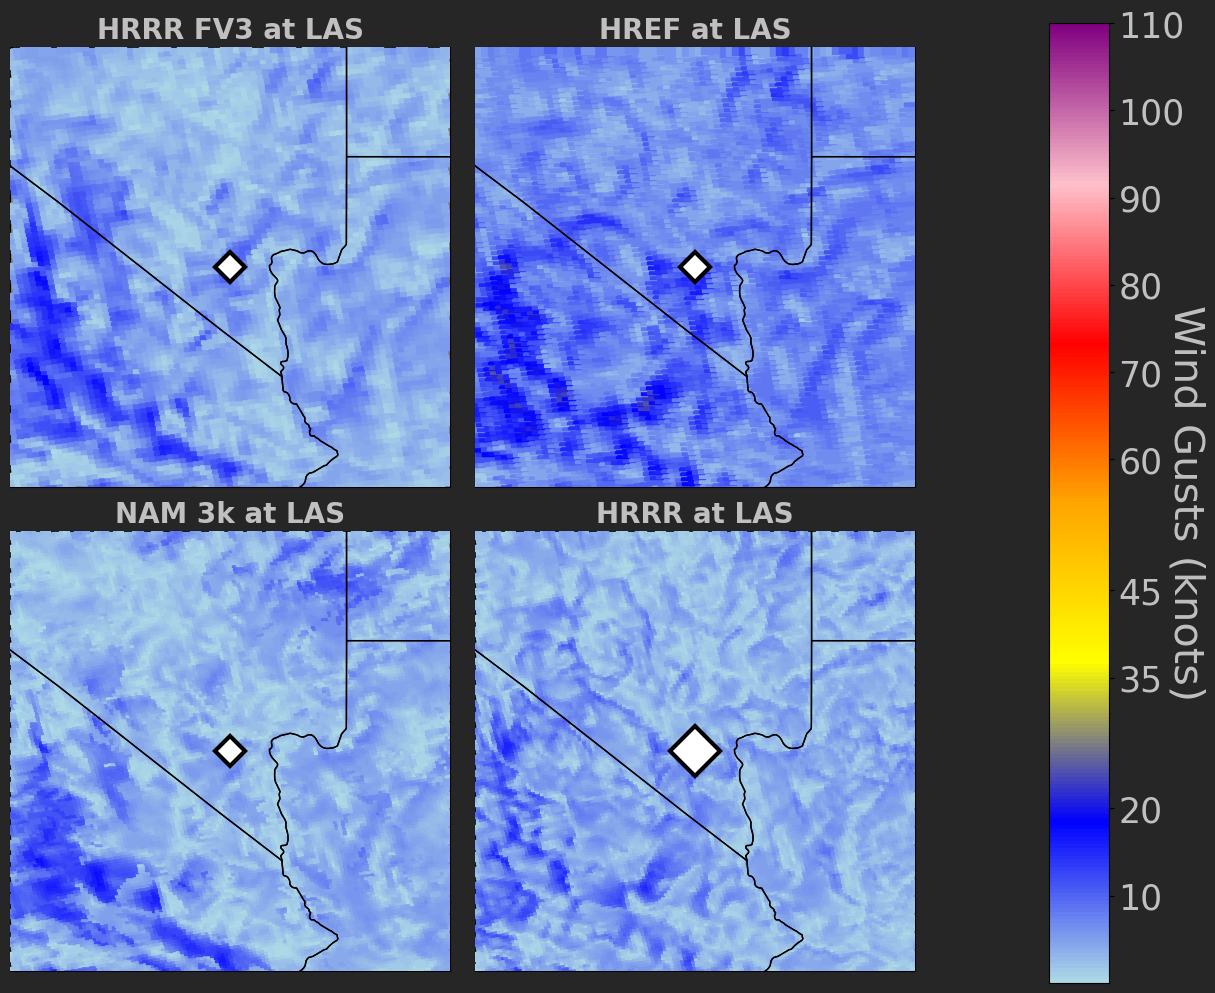 HRRR FV3 at LAS
HREF at LAS
NAM 3k at LAS
HRRR at LAS
110
100
90
80
70
60
45
35
20
10
Wind Gusts (knots)